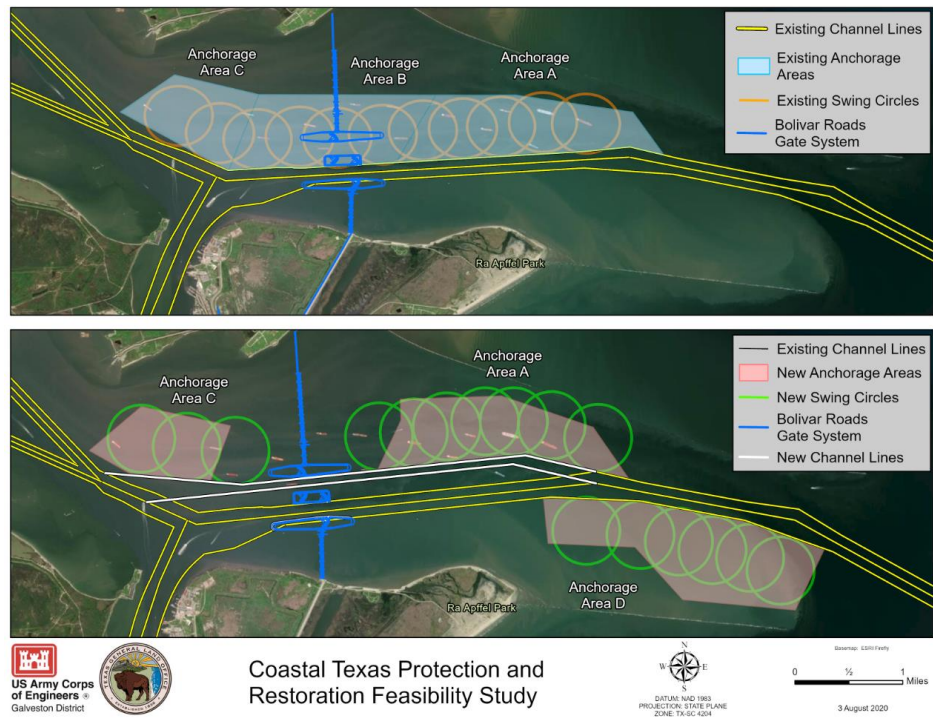 Anchorage
Area C
Anchorage
Area B
Anchorage
Area A
Existing Channel Lines
Existing Anchorage
Areas
Existing Swing Circles
Bolivar Roads
Gate System
Ra Apffel Park
Anchorage
Area C
Anchorage
Area A
Existing Channel Lines
New Anchorage Areas
New Swing Circles
Bolivar Roads
Gate System
New Channel Lines
Anchorage
Area D
Ra Apffel Park
US Army Corps
of Engineers ®
Galveston District
TEXAS GENERAL LAND OFFICE
Coastal Texas Protection and
Restoration Feasibility Study
N
W E
S
DATUM: NAD 1983
PROJECTION: STATE PLANE
ZONE: TX-SC 4204
Basemap: ESRI Firefly
0 ½ 1
Miles
3 August 2020